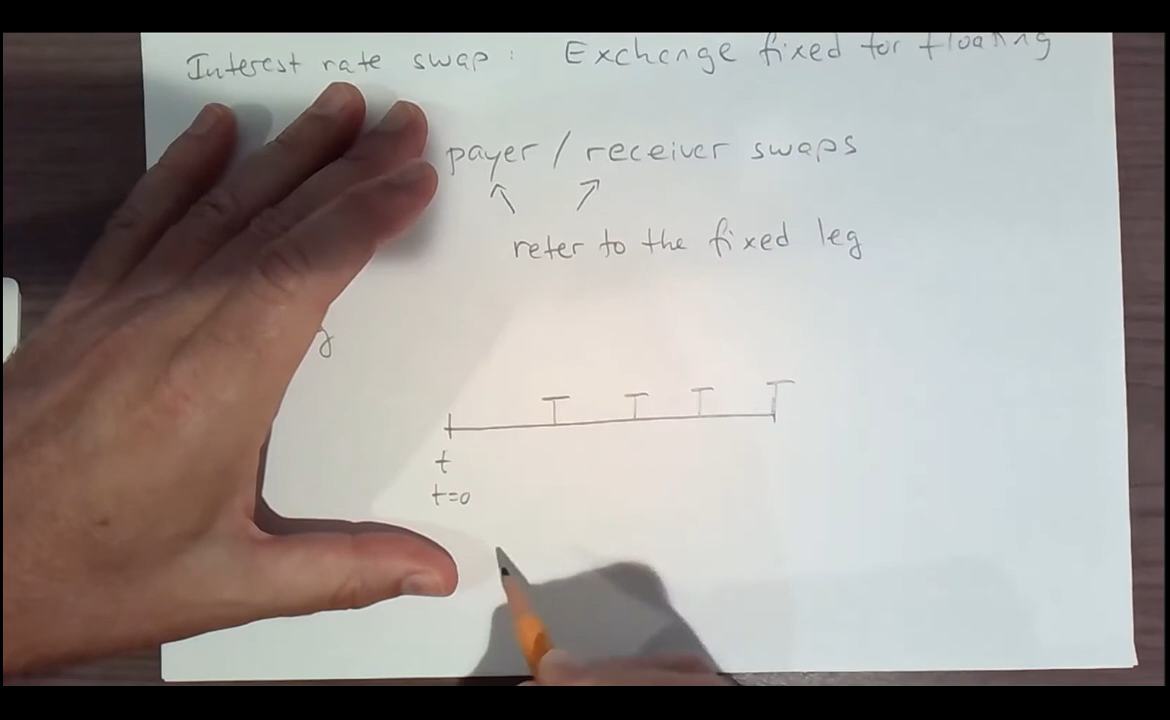 Interest rate swap : Exchange fixed for floating
payer / receiver swaps
refer to the fixed leg
t
t=0